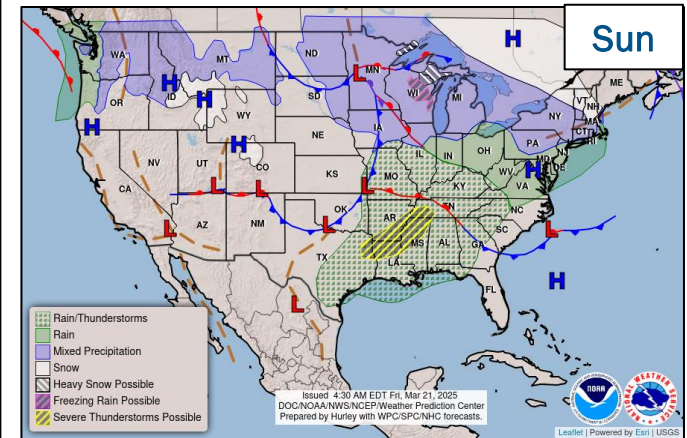 Sun
WA
MT
ND
MN
ME
OR
ID
SD
WI
MI
VT
NH
WY
NY
MA
CT
RI
IA
PA
NE
NJ
NV
UT
CO
IL
IN
OH
MD
DE
WV
VA
CA
KS
MO
KY
AZ
NM
OK
AR
TN
NC
SC
TX
LA
MS
AL
GA
FL
H
H
H
H
H
H
H
L
L
L
L
L
L
L
L
Rain/Thunderstorms
Rain
Mixed Precipitation
Snow
Heavy Snow Possible
Freezing Rain Possible
Severe Thunderstorms Possible
Issued 4:30 AM EDT Fri, Mar 21, 2025
DOC/NOAA/NWS/NCEP/Weather Prediction Center
Prepared by Hurley with WPC/SPC/NHC forecasts.
NOAA
NATIONAL WEATHER SERVICE
Leaflet | Powered by Esri | USGS